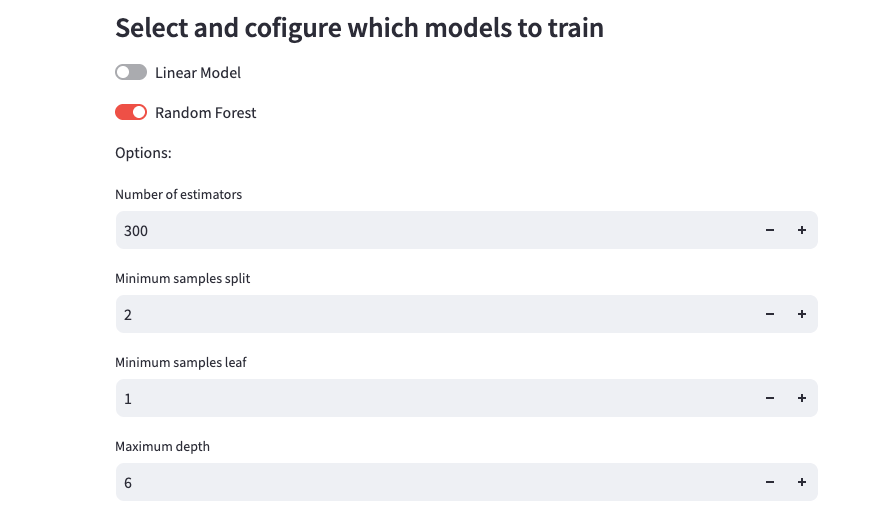 Select and cofigure which models to train
Linear Model
Random Forest
Options:
Number of estimators
300
Minimum samples split
2
Minimum samples leaf
1
Maximum depth
6